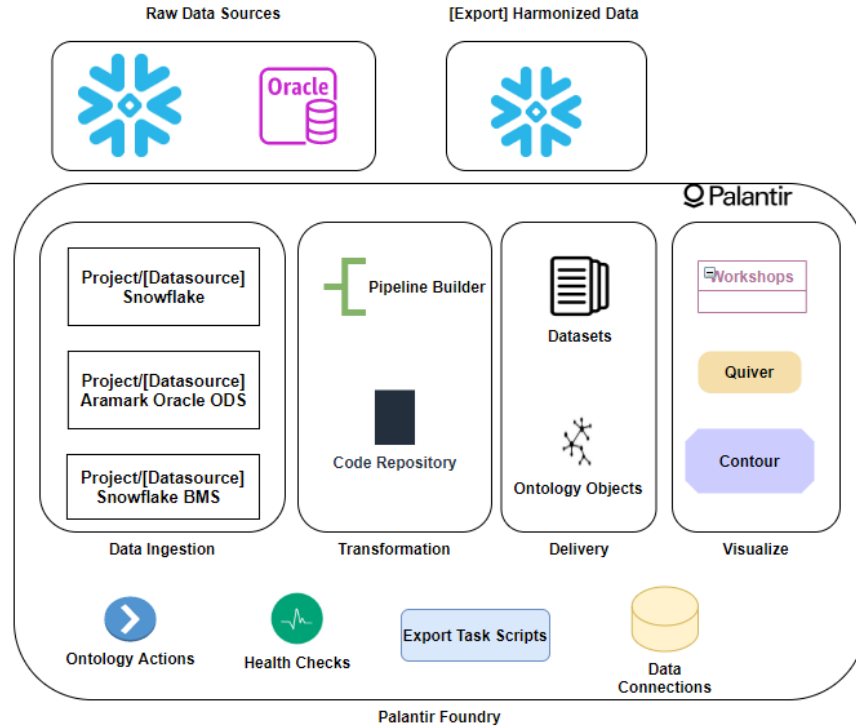 Raw Data Sources
[Export] Harmonized Data
Oracle
Palantir
Project/[Datasource]
Snowflake
Project/[Datasource]
Aramark Oracle ODS
Project/[Datasource]
Snowflake BMS
Data Ingestion
Pipeline Builder
Code Repository
Transformation
Datasets
Ontology Objects
Delivery
Workshops
Quiver
Contour
Visualize
Ontology Actions
Health Checks
Export Task Scripts
Data
Connections
Palantir Foundry